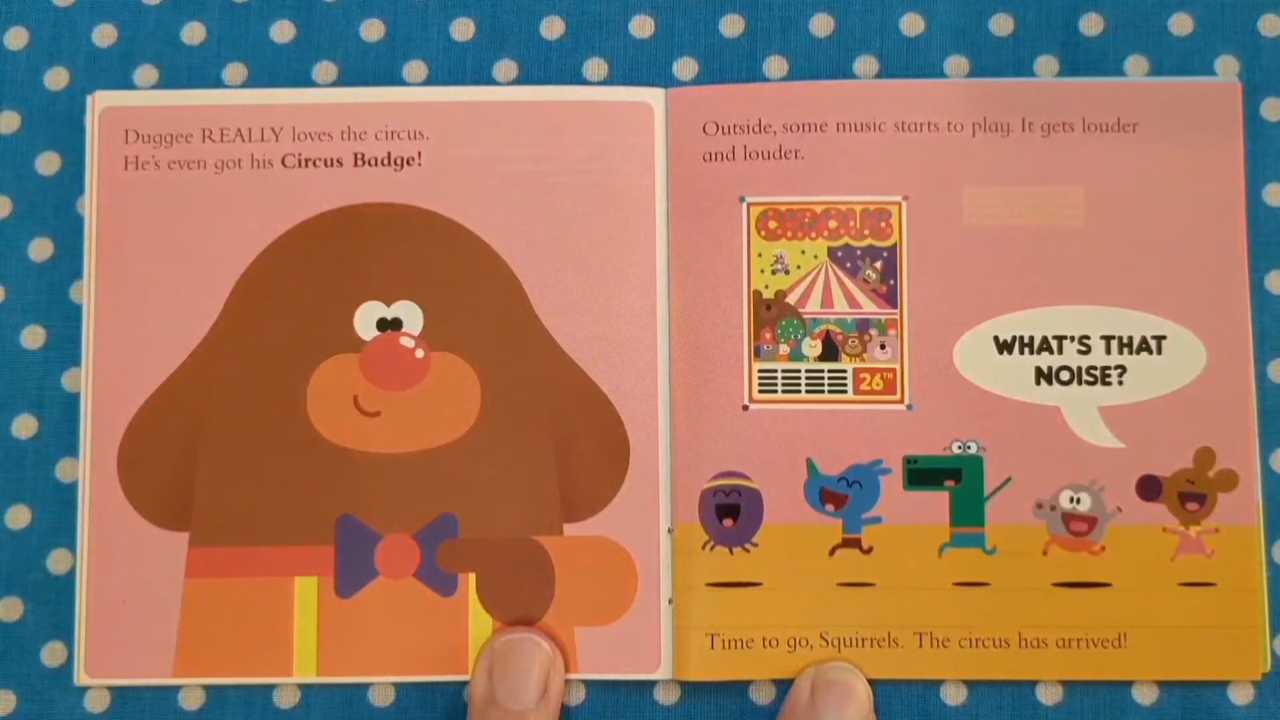 Duggee REALLY loves the circus.
He's even got his Circus Badge!
Outside, some music starts to play. It gets louder
and louder.
CIRCUS
26TH
WHAT'S THAT
NOISE?
Time to go, Squirrels. The circus has arrived!